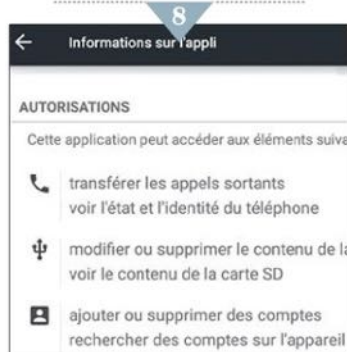 8
Informations sur l'appli
AUTORISATIONS
Cette application peut accéder aux éléments suiva
transférer les appels sortants
voir l'état et l'identité du téléphone
modifier ou supprimer le contenu de la
voir le contenu de la carte SD
ajouter ou supprimer des comptes
rechercher des comptes sur l'appareil